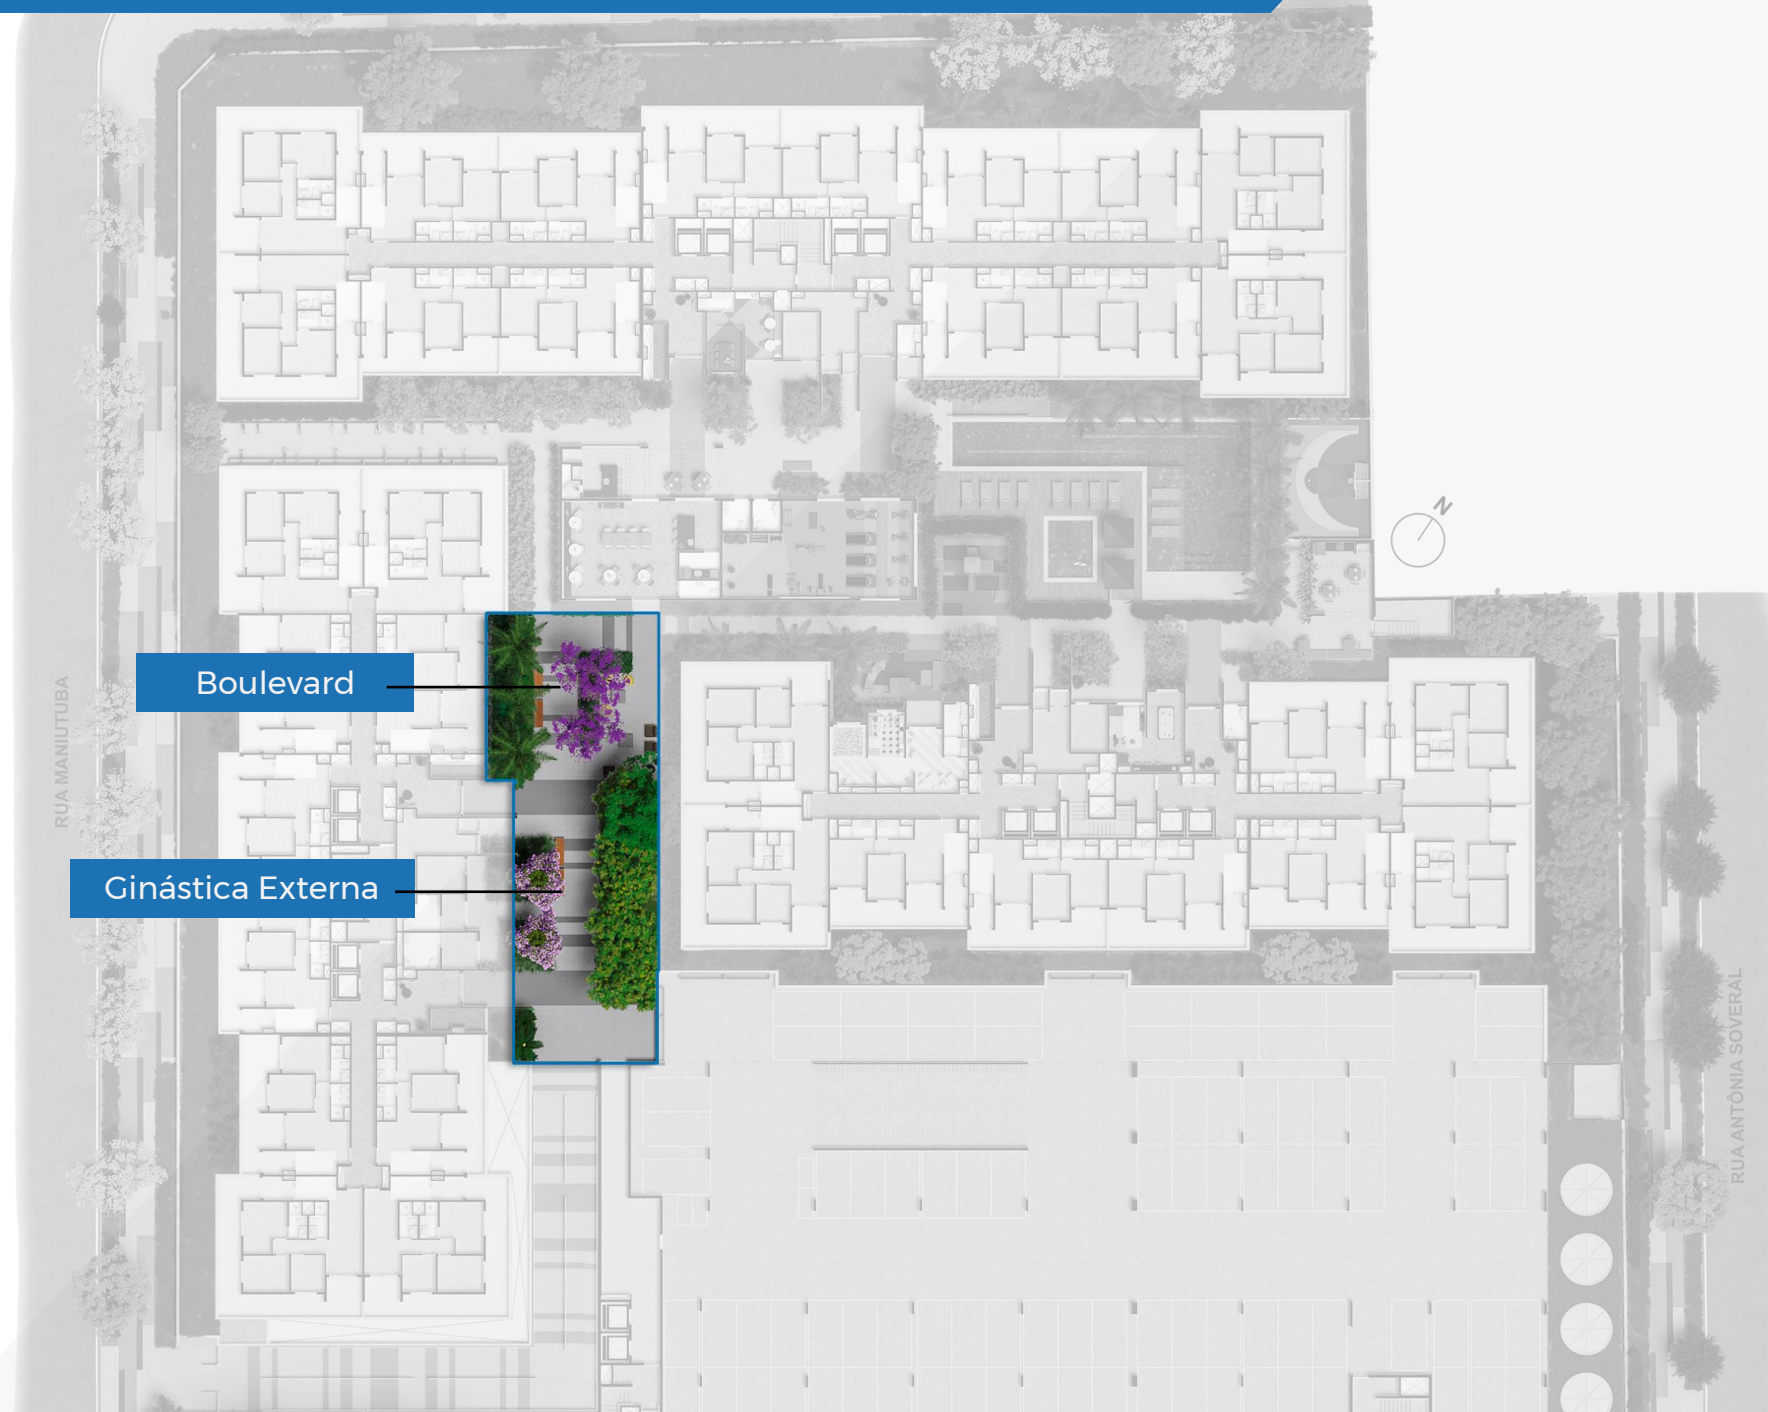 N
Boulevard
RUA MANIUTUBA
Ginástica Externa
RUA ANTÔNIA SOVERAL